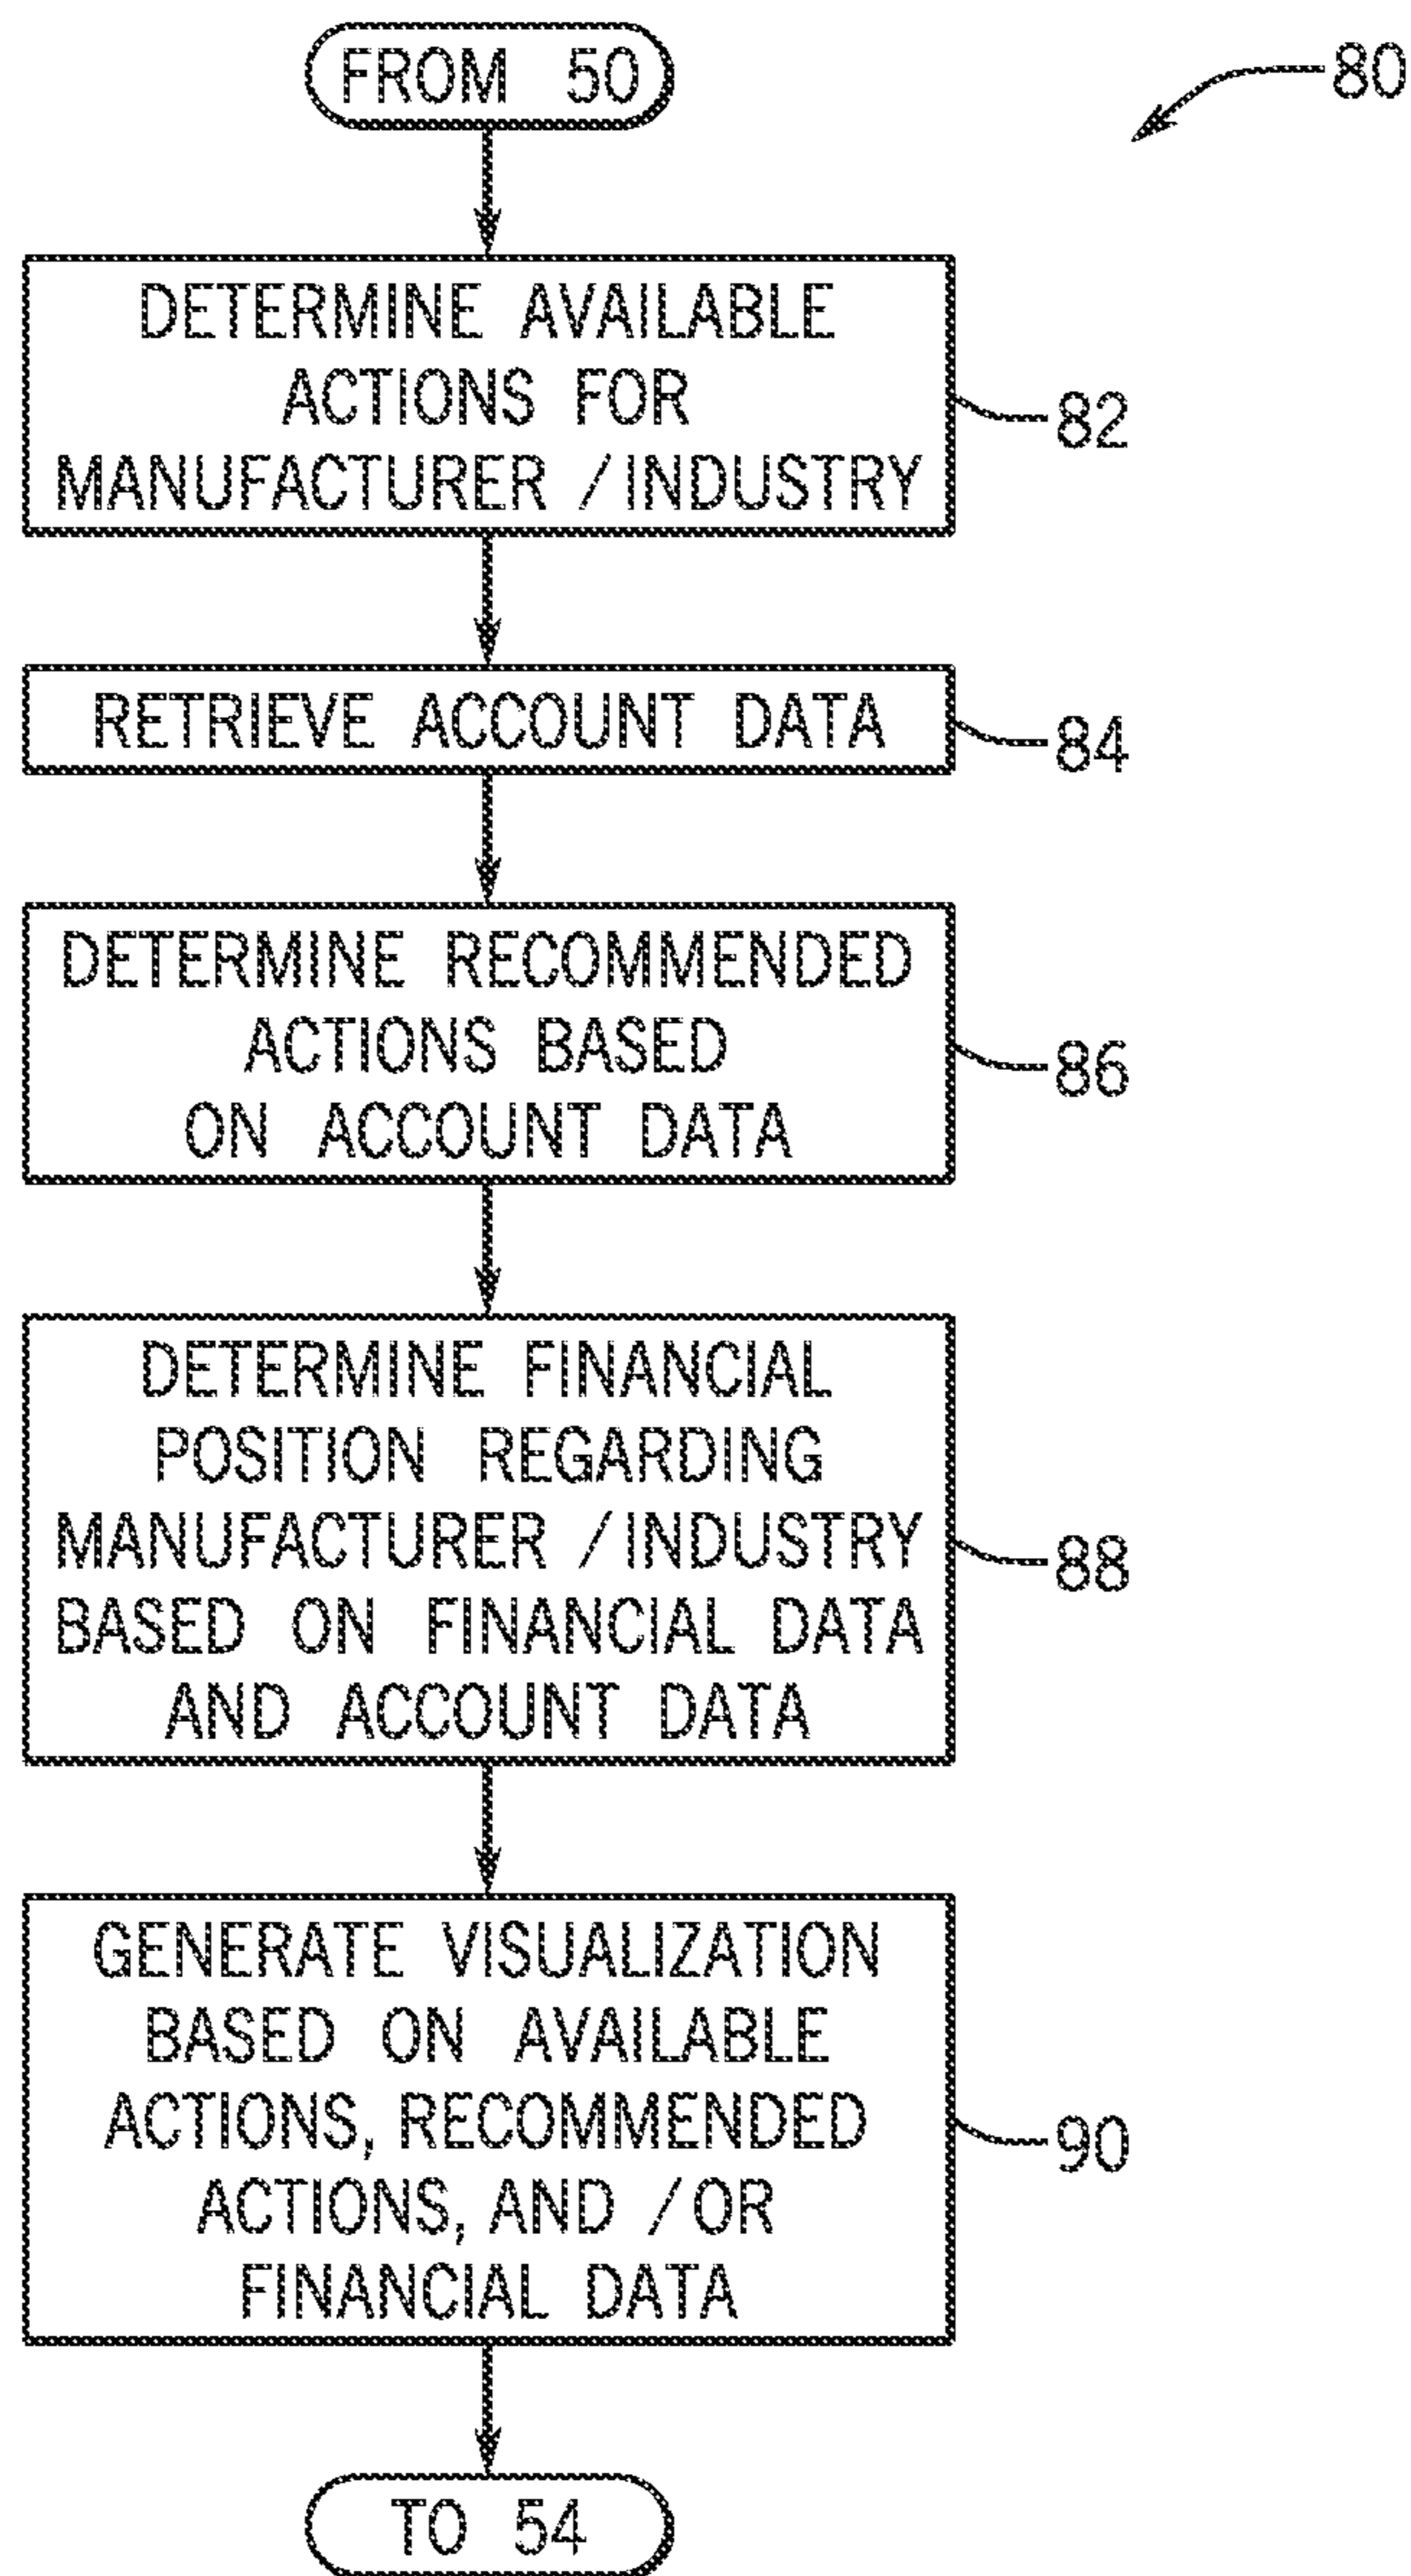 FROM 50
80
DETERMINE AVAILABLE
ACTIONS FOR
MANUFACTURER /INDUSTRY
82
RETRIEVE ACCOUNT DATA
84
DETERMINE RECOMMENDED
ACTIONS BASED
ON ACCOUNT DATA
86
DETERMINE FINANCIAL
POSITION REGARDING
MANUFACTURER /INDUSTRY
BASED ON FINANCIAL DATA
AND ACCOUNT DATA
88
GENERATE VISUALIZATION
BASED ON AVAILABLE
ACTIONS, RECOMMENDED
ACTIONS, AND /OR
FINANCIAL DATA
90
TO 54